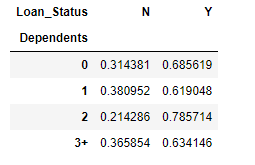 Loan_Status N Y
Dependents
0 0.314381 0.685619
1 0.380952 0.619048
2 0.214286 0.785714
3+ 0.365854 0.634146